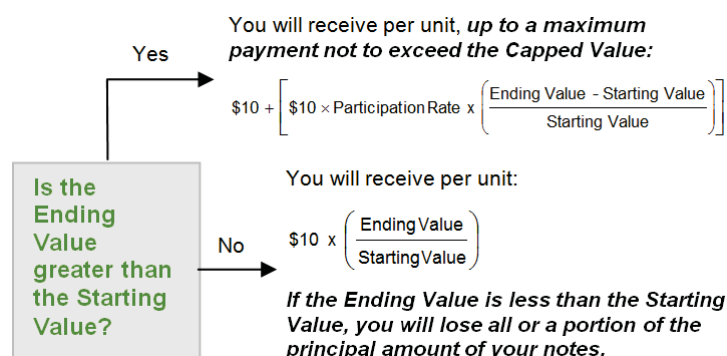 You will receive per unit, up to a maximum
payment not to exceed the Capped Value:
Yes
$10 + [ $10 × Participation Rate x ( Ending Value - Starting Value / Starting Value ) ]
Is the
Ending
Value
greater than
the Starting
Value?
No
You will receive per unit:
$10 x ( Ending Value / Starting Value )
If the Ending Value is less than the Starting
Value, you will lose all or a portion of the
principal amount of your notes.